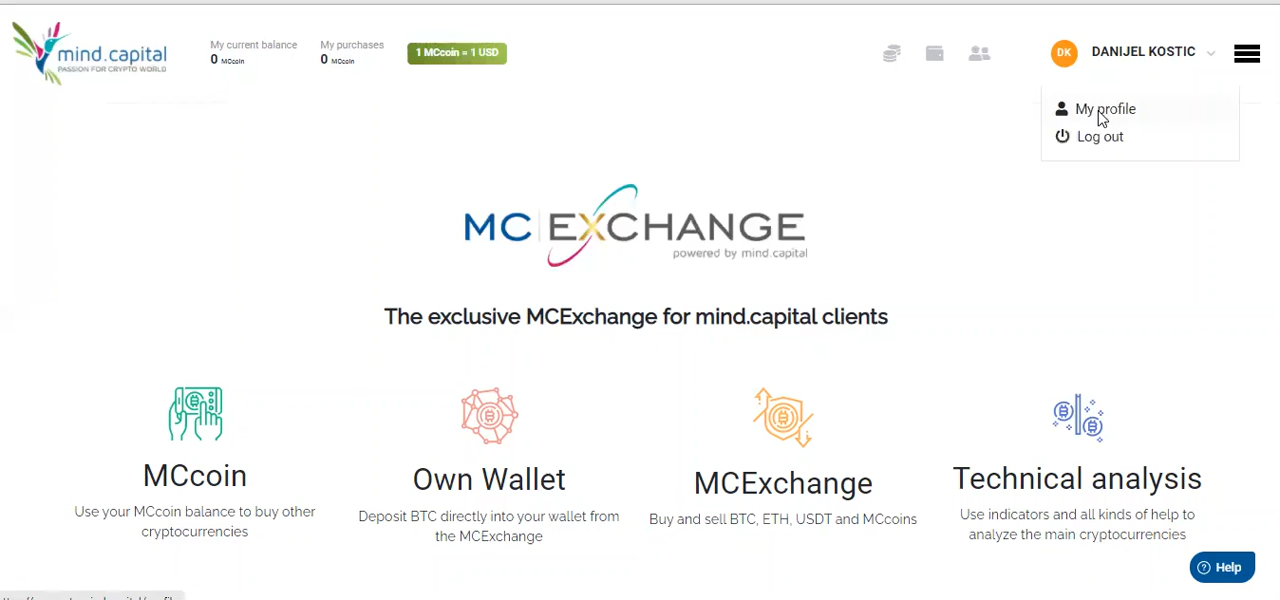 mind.capital
PASSION FOR CRYPTO WORLD
My current balance
0 MCcoin
My purchases
0 MCcoin
1 MCcoin = 1 USD
DK
DANIJEL KOSTIC
My profile
Log out
MC EXCHANGE
powered by mind.capital
The exclusive MCExchange for mind.capital clients
MCcoin
Use your MCcoin balance to buy other
cryptocurrencies
Own Wallet
Deposit BTC directly into your wallet from
the MCExchange
MCExchange
Buy and sell BTC, ETH, USDT and MCcoins
Technical analysis
Use indicators and all kinds of help to
analyze the main cryptocurrencies
Help